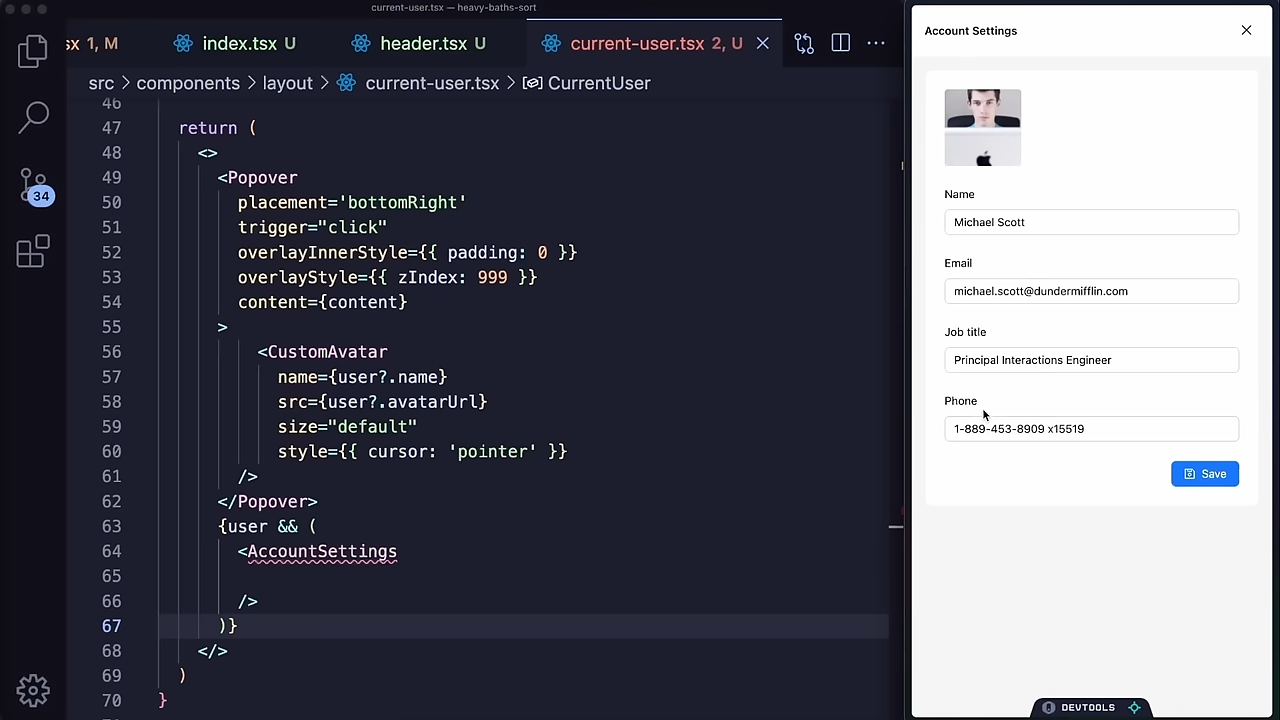 current-user.tsx — heavy-baths-sort
sx 1, M
index.tsx U
header.tsx U
current-user.tsx 2, U
src > components > layout > current-user.tsx > CurrentUser
46
47 return (
48 <>
49 <Popover
50 placement='bottomRight'
51 trigger="click"
52 overlayInnerStyle={{ padding: 0 }}
53 overlayStyle={{ zIndex: 999 }}
54 content={content}
55 >
56 <CustomAvatar
57 name={user?.name}
58 src={user?.avatarUrl}
59 size="default"
60 style={{ cursor: 'pointer' }}
61 />
62 </Popover>
63 {user && (
64 <AccountSettings
65
66 />
67 )}
68 </>
69 )
70 }
34
Account Settings
Name
Michael Scott
Email
michael.scott@dundermifflin.com
Job title
Principal Interactions Engineer
Phone
1-889-453-8909 x15519
Save
DEVTOOLS